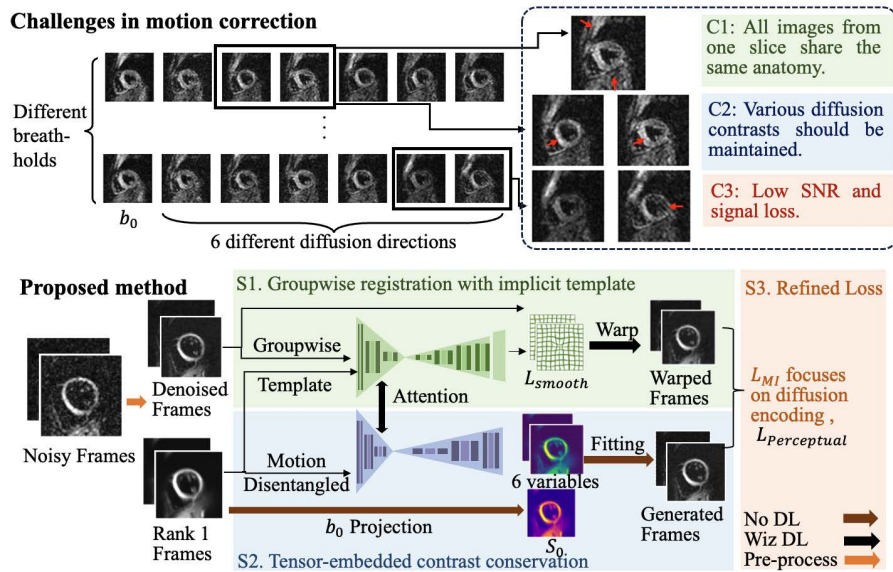 Challenges in motion correction
Different
breath-
holds
b₀
6 different diffusion directions
C1: All images from
one slice share the
same anatomy.
C2: Various diffusion
contrasts should be
maintained.
C3: Low SNR and
signal loss.
Proposed method
S1. Groupwise registration with implicit template
S3. Refined Loss
Noisy Frames
Denoised
Frames
Rank 1
Frames
Groupwise
Template
Attention
Motion
Disentangled
b₀ Projection
L_smooth
Warp
Warped
Frames
6 variables
Fitting
S₀.
Generated
Frames
S2. Tensor-embedded contrast conservation
L_MI focuses
on diffusion
encoding ,
L_Perceptual
No DL
Wiz DL
Pre-process